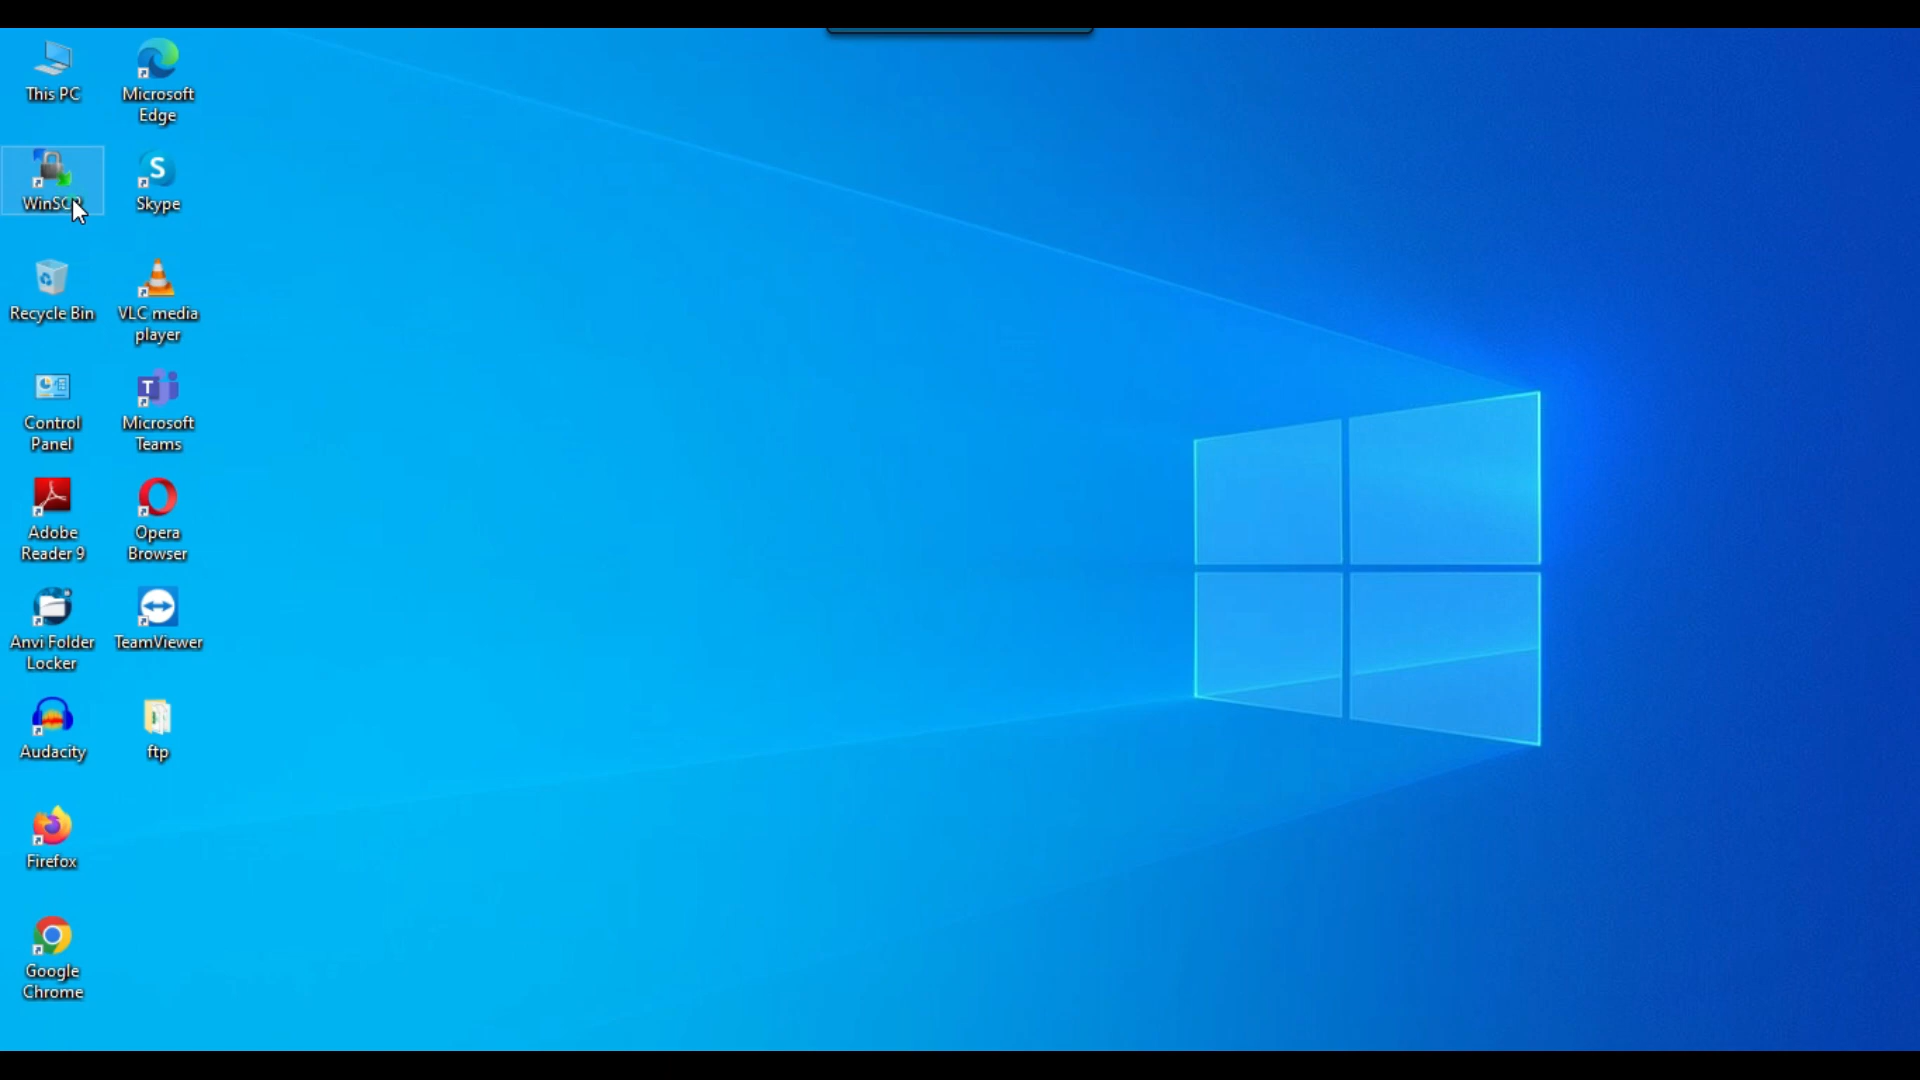 This PC
Microsoft
Edge
Skype
Recycle Bin
VLC media
player
Control
Panel
Microsoft
Teams
Adobe
Reader 9
Opera
Browser
Anvi Folder
Locker
TeamViewer
Audacity
ftp
Firefox
Google
Chrome